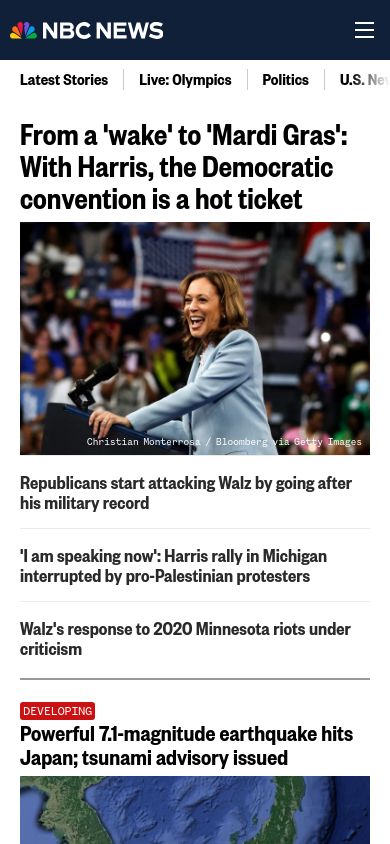 NBC NEWS
Latest Stories Live: Olympics Politics U.S. New
From a 'wake' to 'Mardi Gras':
With Harris, the Democratic
convention is a hot ticket
Christian Monterrosa / Bloomberg via Getty Images
Republicans start attacking Walz by going after
his military record
'I am speaking now': Harris rally in Michigan
interrupted by pro-Palestinian protesters
Walz's response to 2020 Minnesota riots under
criticism
DEVELOPING
Powerful 7.1-magnitude earthquake hits
Japan; tsunami advisory issued